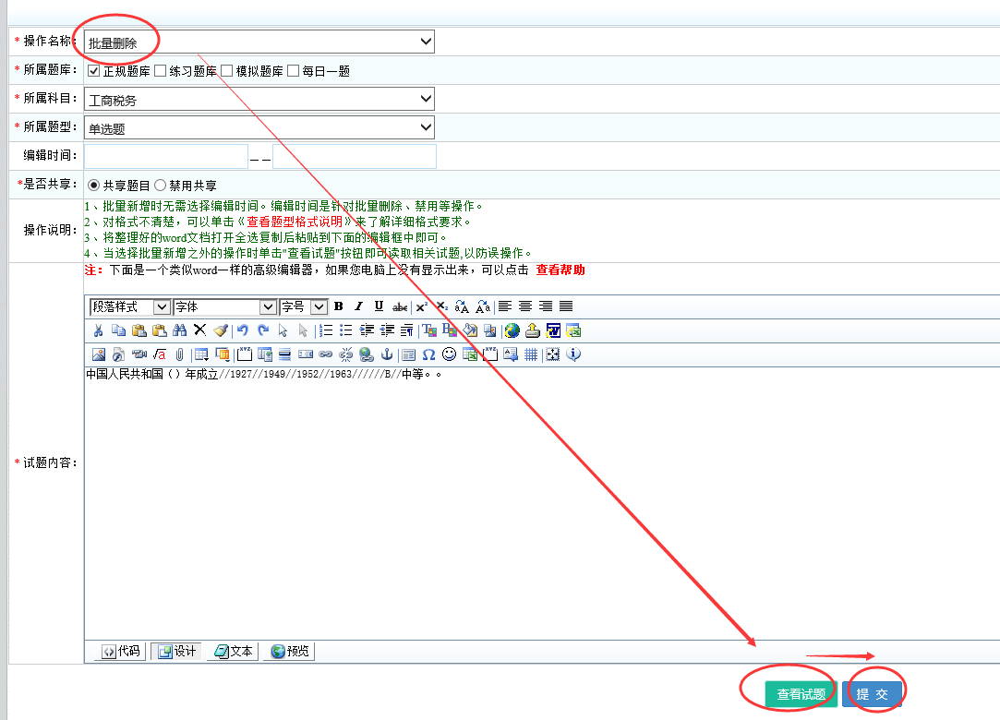 * 操作名称: 批量删除
* 所属题库: 正规题库 练习题库 模拟题库 每日一题
* 所属科目: 工商税务
* 所属题型: 单选题
编辑时间: ——
*是否共享: 共享题目 禁用共享
操作说明:
1、批量新增时无需选择编辑时间。编辑时间是针对批量删除、禁用等操作。
2、对格式不清楚，可以单击《查看题型格式说明》来了解详细格式要求。
3、将整理好的word文档打开全选复制后粘贴到下面的编辑框中即可。
4、当选择批量新增之外的操作时单击"查看试题"按钮即可读取相关试题,以防误操作。
注: 下面是一个类似word一样的高级编辑器，如果您电脑上没有显示出来，可以点击 查看帮助
段落样式 字体 字号 B I U abc x² x₂ aA Aa
* 试题内容:
中国人民共和国（）年成立//1927//1949//1952//1963//////B//中等。。
代码 设计 文本 预览
查看试题 提 交